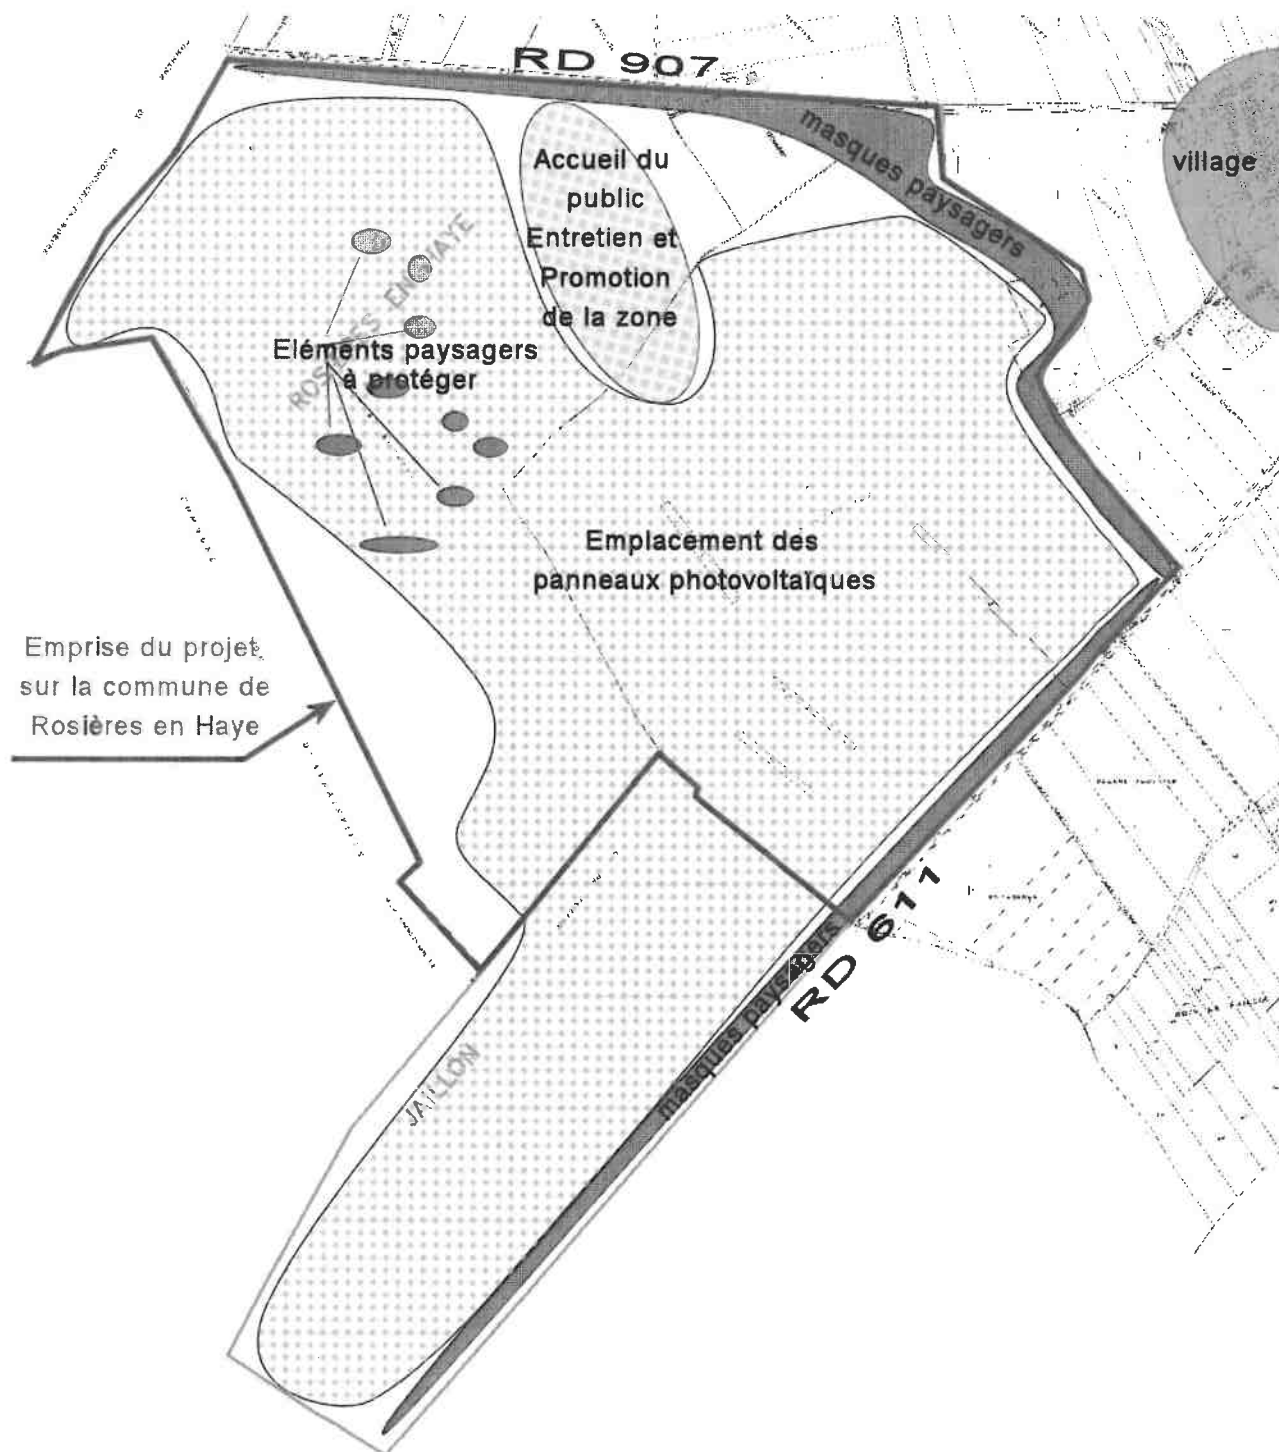 RD 907
masques paysagers
village
Accueil du
public
Entretien et
Promotion
de la zone
ROSIERES EN HAYE
Eléments paysagers
à protéger
Emplacement des
panneaux photovoltaïques
Emprise du projet
sur la commune de
Rosières en Haye
RD 611
masques paysagers
JAILLON